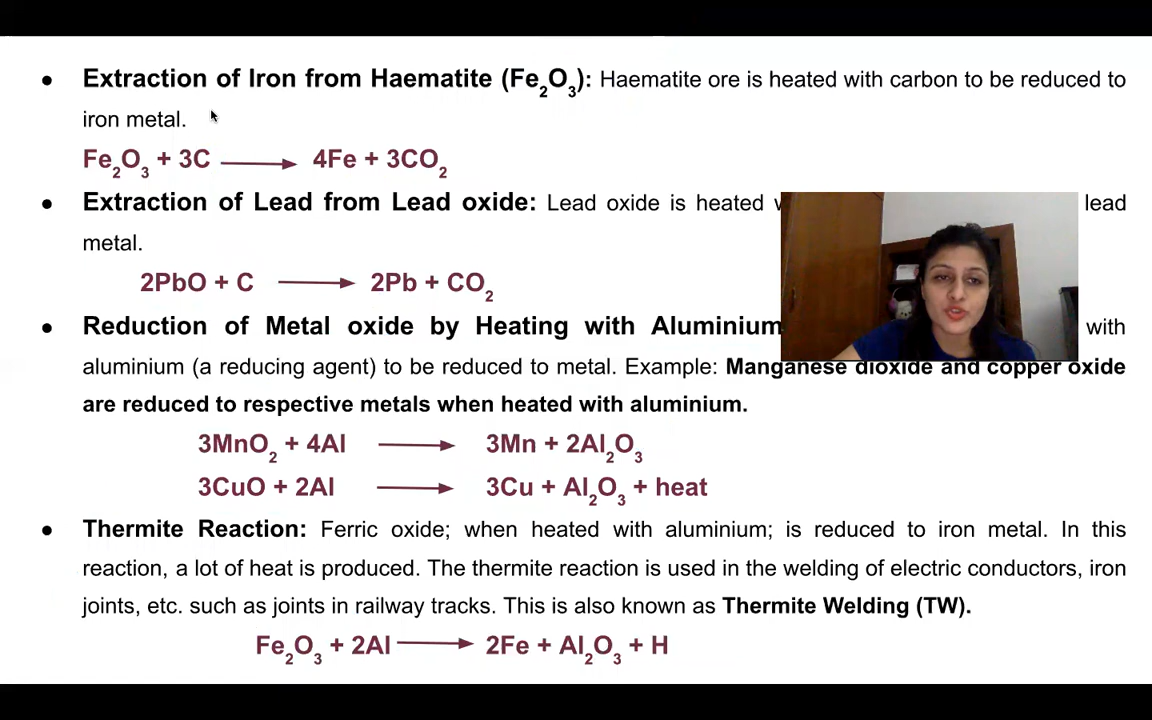 ● Extraction of Iron from Haematite (Fe₂O₃): Haematite ore is heated with carbon to be reduced to
iron metal.
Fe₂O₃ + 3C ⟶ 4Fe + 3CO₂
● Extraction of Lead from Lead oxide: Lead oxide is heated lead
metal.
2PbO + C ⟶ 2Pb + CO₂
● Reduction of Metal oxide by Heating with Aluminium with
aluminium (a reducing agent) to be reduced to metal. Example: Manganese dioxide and copper oxide
are reduced to respective metals when heated with aluminium.
3MnO₂ + 4Al ⟶ 3Mn + 2Al₂O₃
3CuO + 2Al ⟶ 3Cu + Al₂O₃ + heat
● Thermite Reaction: Ferric oxide; when heated with aluminium; is reduced to iron metal. In this
reaction, a lot of heat is produced. The thermite reaction is used in the welding of electric conductors, iron
joints, etc. such as joints in railway tracks. This is also known as Thermite Welding (TW).
Fe₂O₃ + 2Al ⟶ 2Fe + Al₂O₃ + H